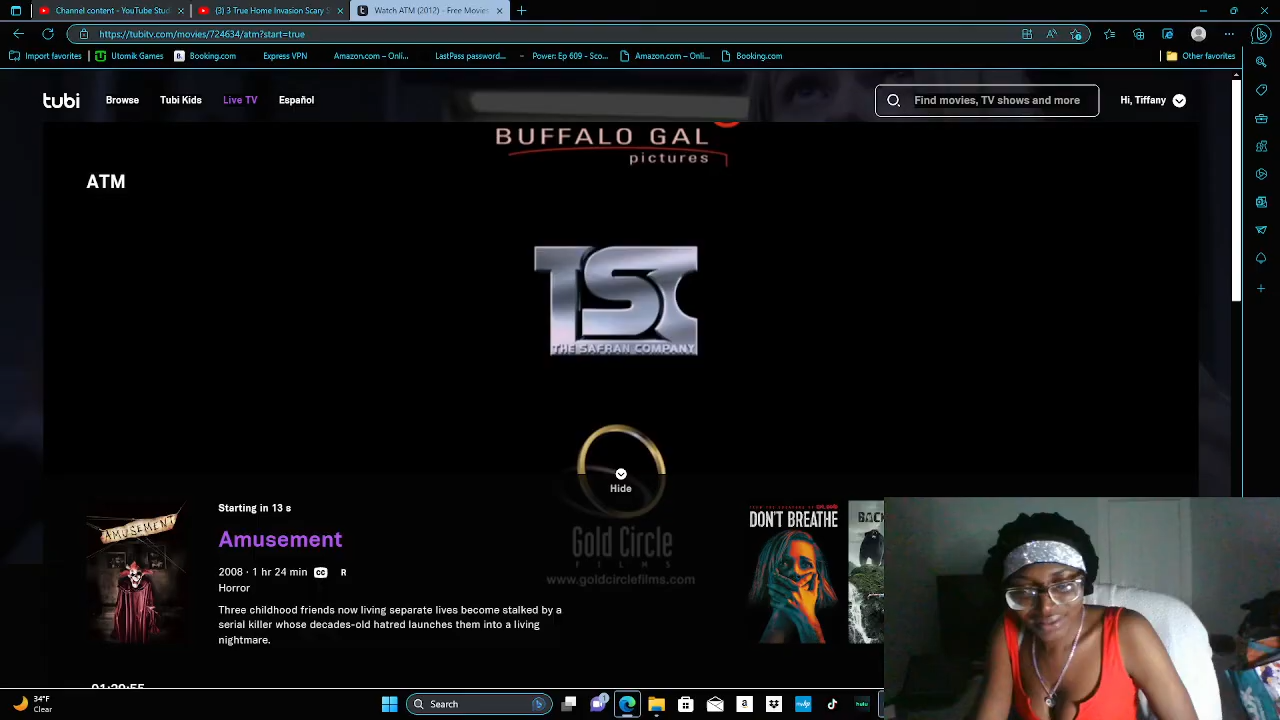 Channel content - YouTube Stud
(3) 3 True Home Invasion Scary S
Watch ATM (2012) - Free Movies
https://tubitv.com/movies/724634/atm?start=true
Import favorites
Utomik Games
B. Booking.com
Express VPN
Amazon.com – Onli...
LastPass password...
Power: Ep 609 - Sco...
Amazon.com – Onli...
Booking.com
Other favorites
tubi
Browse
Tubi Kids
Live TV
Español
Find movies, TV shows and more
Hi, Tiffany
BUFFALO GAL
pictures
ATM
TSC
THE SAFRAN COMPANY
Hide
Gold Circle
FILMS
www.goldcirclefilms.com
AMUSEMENT
Starting in 13 s
Amusement
2008 · 1 hr 24 min CC R
Horror
Three childhood friends now living separate lives become stalked by a
serial killer whose decades-old hatred launches them into a living
nightmare.
DON'T BREATHE
34°F
Clear
Search
1
hulu